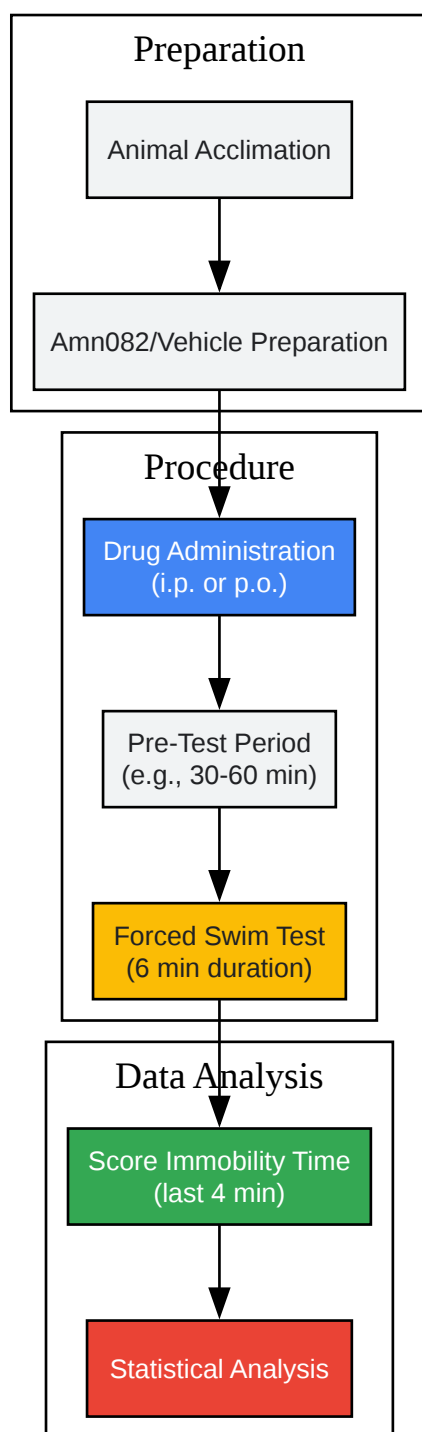 Preparation
Animal Acclimation
Amn082/Vehicle Preparation
Procedure
Drug Administration
(i.p. or p.o.)
Pre-Test Period
(e.g., 30-60 min)
Forced Swim Test
(6 min duration)
Data Analysis
Score Immobility Time
(last 4 min)
Statistical Analysis